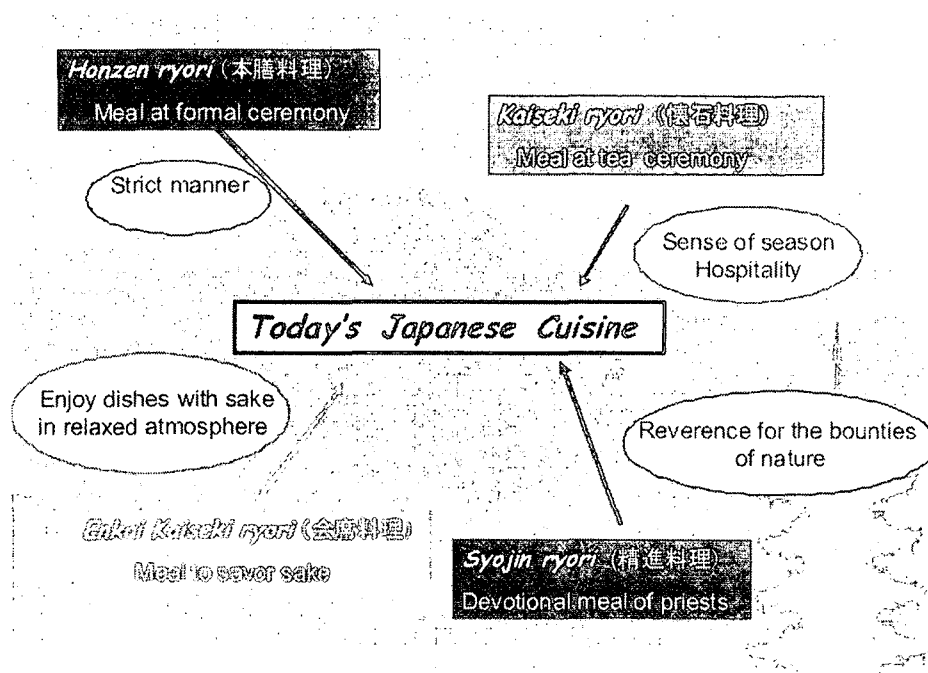 Honzen ryori (本膳料理)
Meal at formal ceremony
Kaiseki ryori (懐石料理)
Meal at tea ceremony
Strict manner
Sense of season
Hospitality
Today's Japanese Cuisine
Enjoy dishes with sake
in relaxed atmosphere
Reverence for the bounties
of nature
Enkai Kaiseki ryori (会席料理)
Meal to savor sake
Syojin ryori (精進料理)
Devotional meal of priests